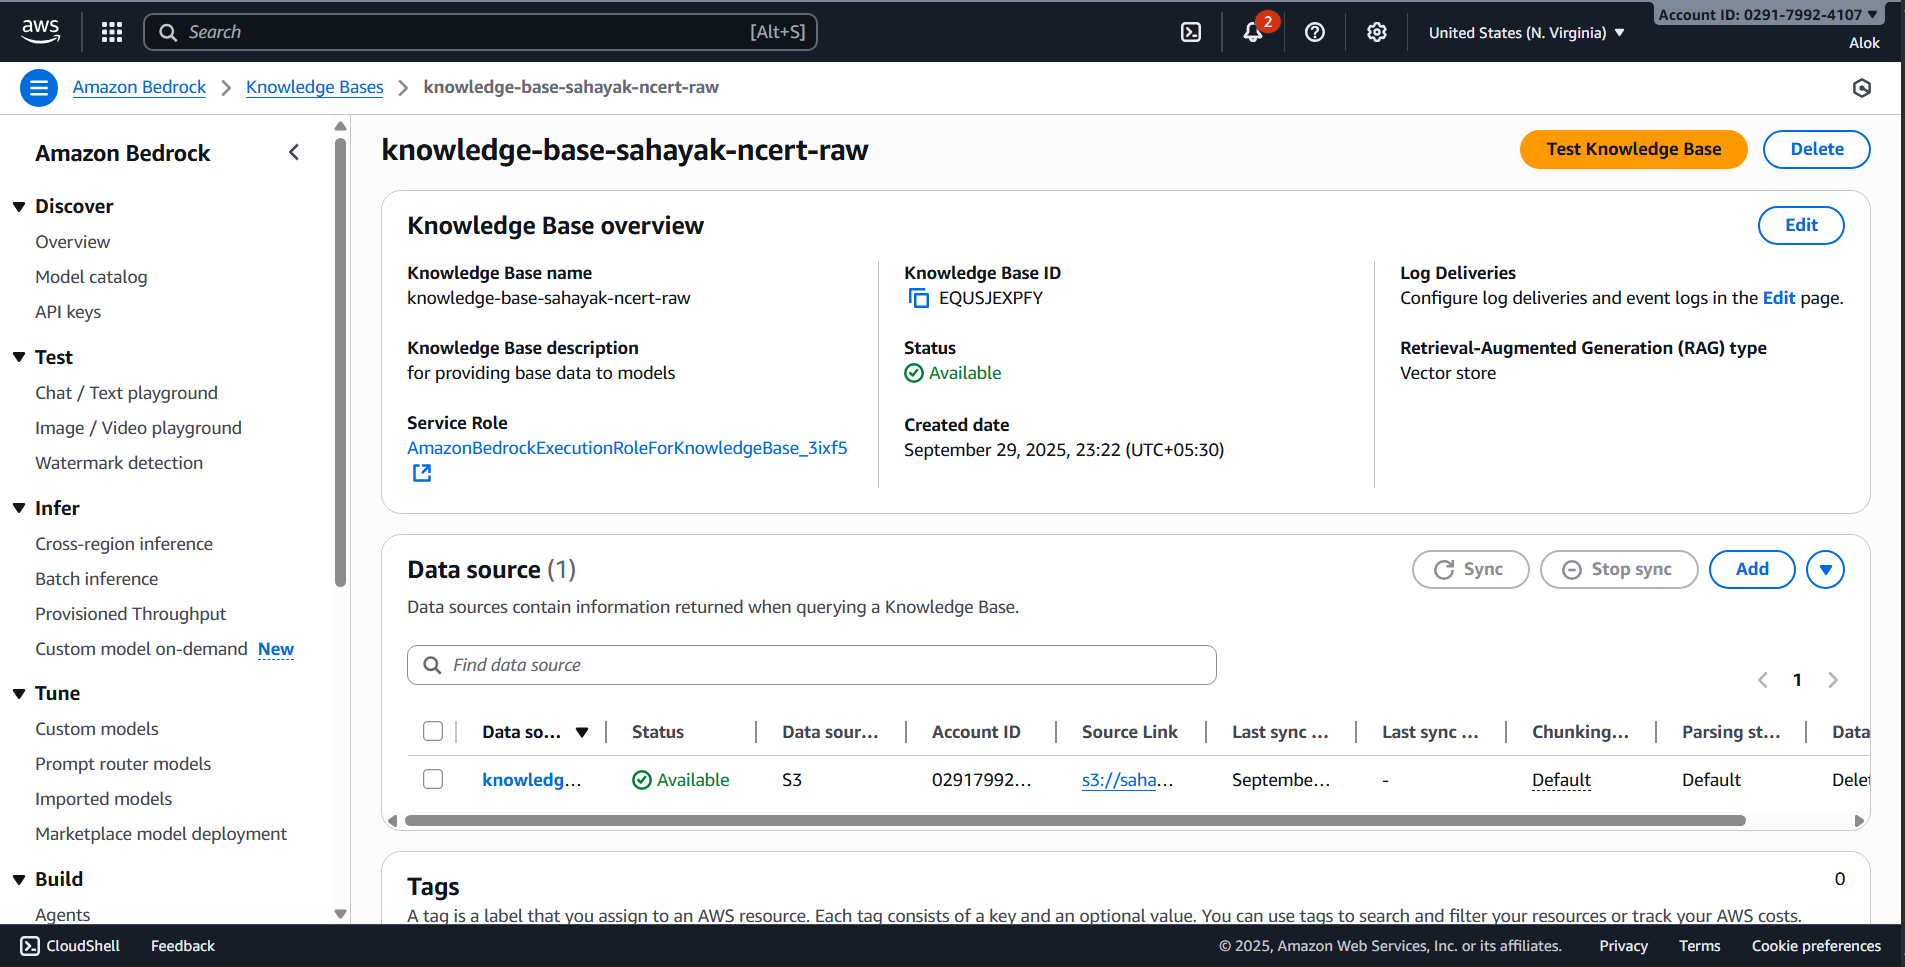 aws
Search
[Alt+S]
2
United States (N. Virginia) ▼
Account ID: 0291-7992-4107 ▼
Alok
Amazon Bedrock > Knowledge Bases > knowledge-base-sahayak-ncert-raw
Amazon Bedrock
Discover
Overview
Model catalog
API keys
Test
Chat / Text playground
Image / Video playground
Watermark detection
Infer
Cross-region inference
Batch inference
Provisioned Throughput
Custom model on-demand New
Tune
Custom models
Prompt router models
Imported models
Marketplace model deployment
Build
Agents
knowledge-base-sahayak-ncert-raw
Test Knowledge Base
Delete
Knowledge Base overview
Edit
Knowledge Base name
knowledge-base-sahayak-ncert-raw
Knowledge Base description
for providing base data to models
Service Role
AmazonBedrockExecutionRoleForKnowledgeBase_3ixf5
Knowledge Base ID
EQUSJEXPFY
Status
Available
Created date
September 29, 2025, 23:22 (UTC+05:30)
Log Deliveries
Configure log deliveries and event logs in the Edit page.
Retrieval-Augmented Generation (RAG) type
Vector store
Data source (1)
Sync
Stop sync
Add
Data sources contain information returned when querying a Knowledge Base.
Find data source
1
Data so... Status Data sour... Account ID Source Link Last sync ... Last sync ... Chunking... Parsing st... Data
knowledg... Available S3 02917992... s3://saha... Septembe... - Default Default Delet
Tags
0
A tag is a label that you assign to an AWS resource. Each tag consists of a key and an optional value. You can use tags to search and filter your resources or track your AWS costs.
CloudShell Feedback © 2025, Amazon Web Services, Inc. or its affiliates. Privacy Terms Cookie preferences